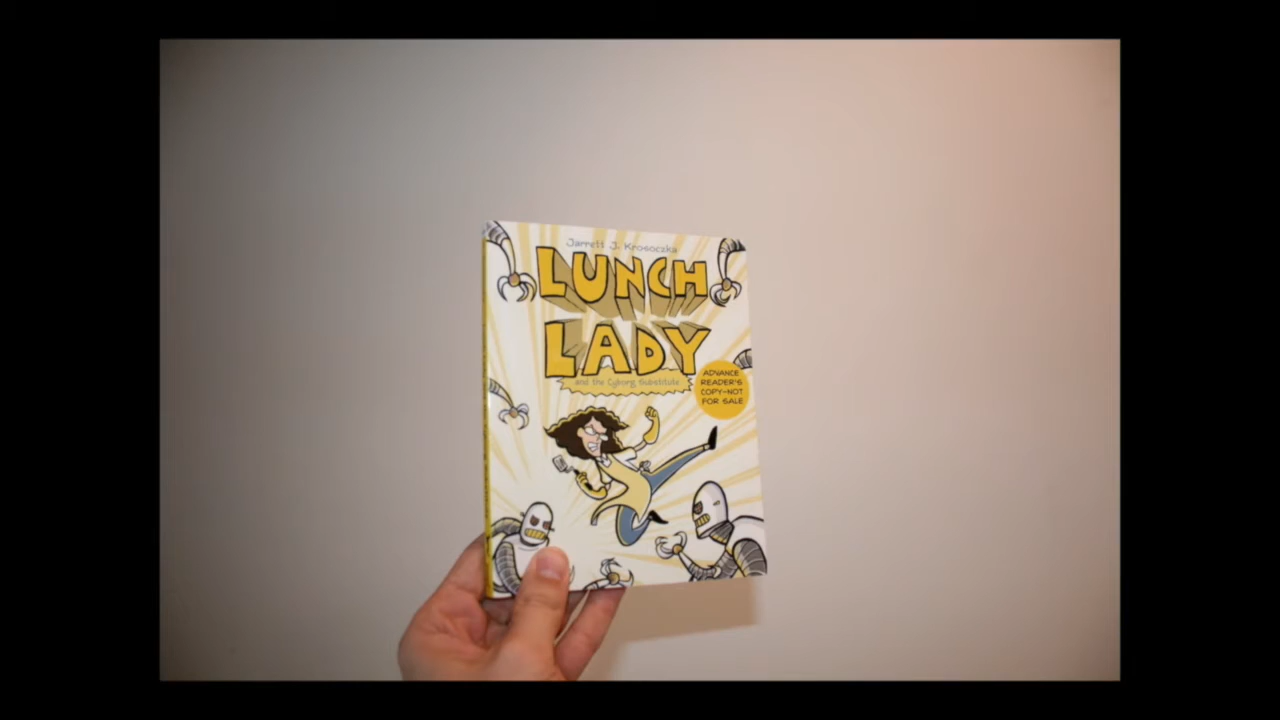 Jarrett J. Krosoczka
LUNCH
LADY
and the Cyborg Substitute
ADVANCE
READER'S
COPY—NOT
FOR SALE